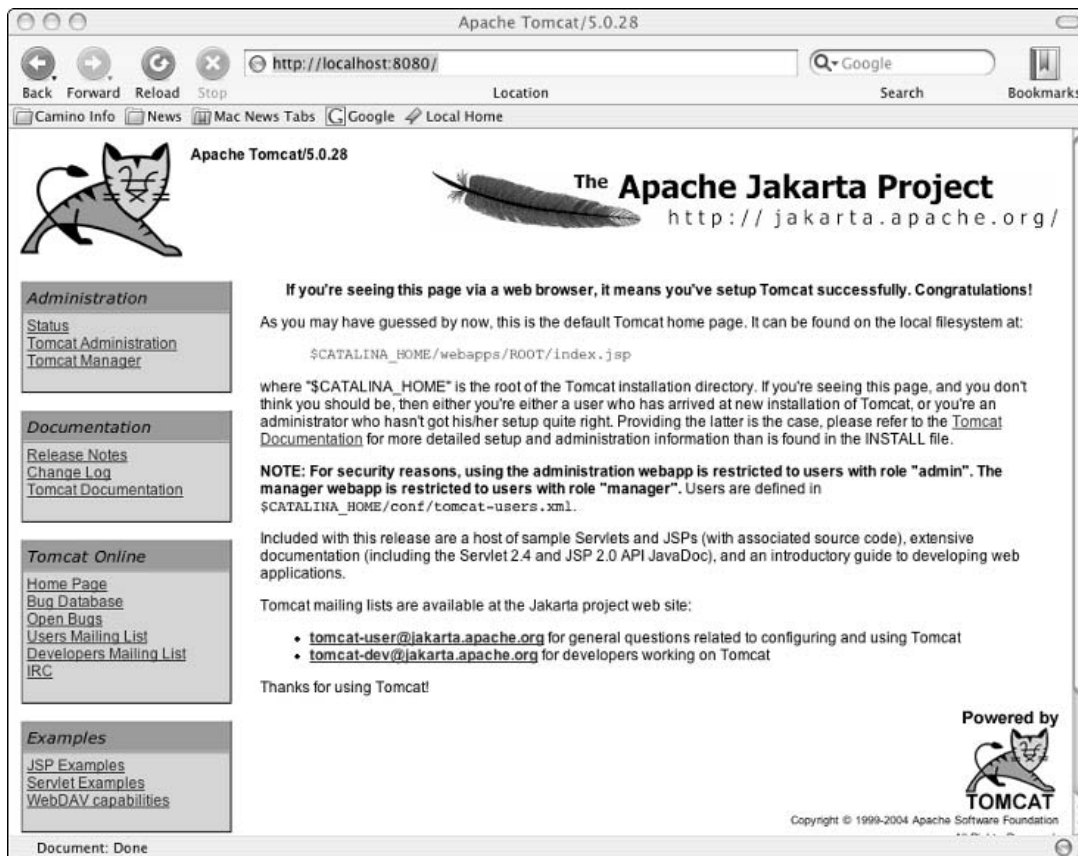 Apache Tomcat/5.0.28
http://localhost:8080/
Google
Back Forward Reload Stop Location Search Bookmarks
Camino Info News Mac News Tabs Google Local Home
Apache Tomcat/5.0.28
The Apache Jakarta Project
http://jakarta.apache.org/
Administration
Status
Tomcat Administration
Tomcat Manager
Documentation
Release Notes
Change Log
Tomcat Documentation
Tomcat Online
Home Page
Bug Database
Open Bugs
Users Mailing List
Developers Mailing List
IRC
Examples
JSP Examples
Servlet Examples
WebDAV capabilities
If you're seeing this page via a web browser, it means you've setup Tomcat successfully. Congratulations!
As you may have guessed by now, this is the default Tomcat home page. It can be found on the local filesystem at:
$CATALINA_HOME/webapps/ROOT/index.jsp
where "$CATALINA_HOME" is the root of the Tomcat installation directory. If you're seeing this page, and you don't
think you should be, then either you're either a user who has arrived at new installation of Tomcat, or you're an
administrator who hasn't got his/her setup quite right. Providing the latter is the case, please refer to the Tomcat
Documentation for more detailed setup and administration information than is found in the INSTALL file.
NOTE: For security reasons, using the administration webapp is restricted to users with role "admin". The
manager webapp is restricted to users with role "manager". Users are defined in
$CATALINA_HOME/conf/tomcat-users.xml.
Included with this release are a host of sample Servlets and JSPs (with associated source code), extensive
documentation (including the Servlet 2.4 and JSP 2.0 API JavaDoc), and an introductory guide to developing web
applications.
Tomcat mailing lists are available at the Jakarta project web site:
• tomcat-user@jakarta.apache.org for general questions related to configuring and using Tomcat
• tomcat-dev@jakarta.apache.org for developers working on Tomcat
Thanks for using Tomcat!
Powered by
TOMCAT
Copyright © 1999-2004 Apache Software Foundation
Document: Done